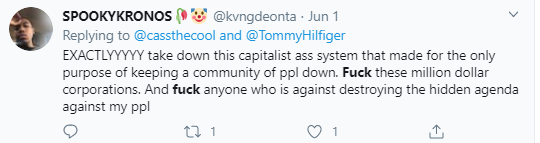 SPOOKYKRONOS🥀🤡 @kvngdeonta · Jun 1
Replying to @cassthecool and @TommyHilfiger
EXACTLYYYYY take down this capitalist ass system that made for the only
purpose of keeping a community of ppl down. Fuck these million dollar
corporations. And fuck anyone who is against destroying the hidden agenda
against my ppl
1 1